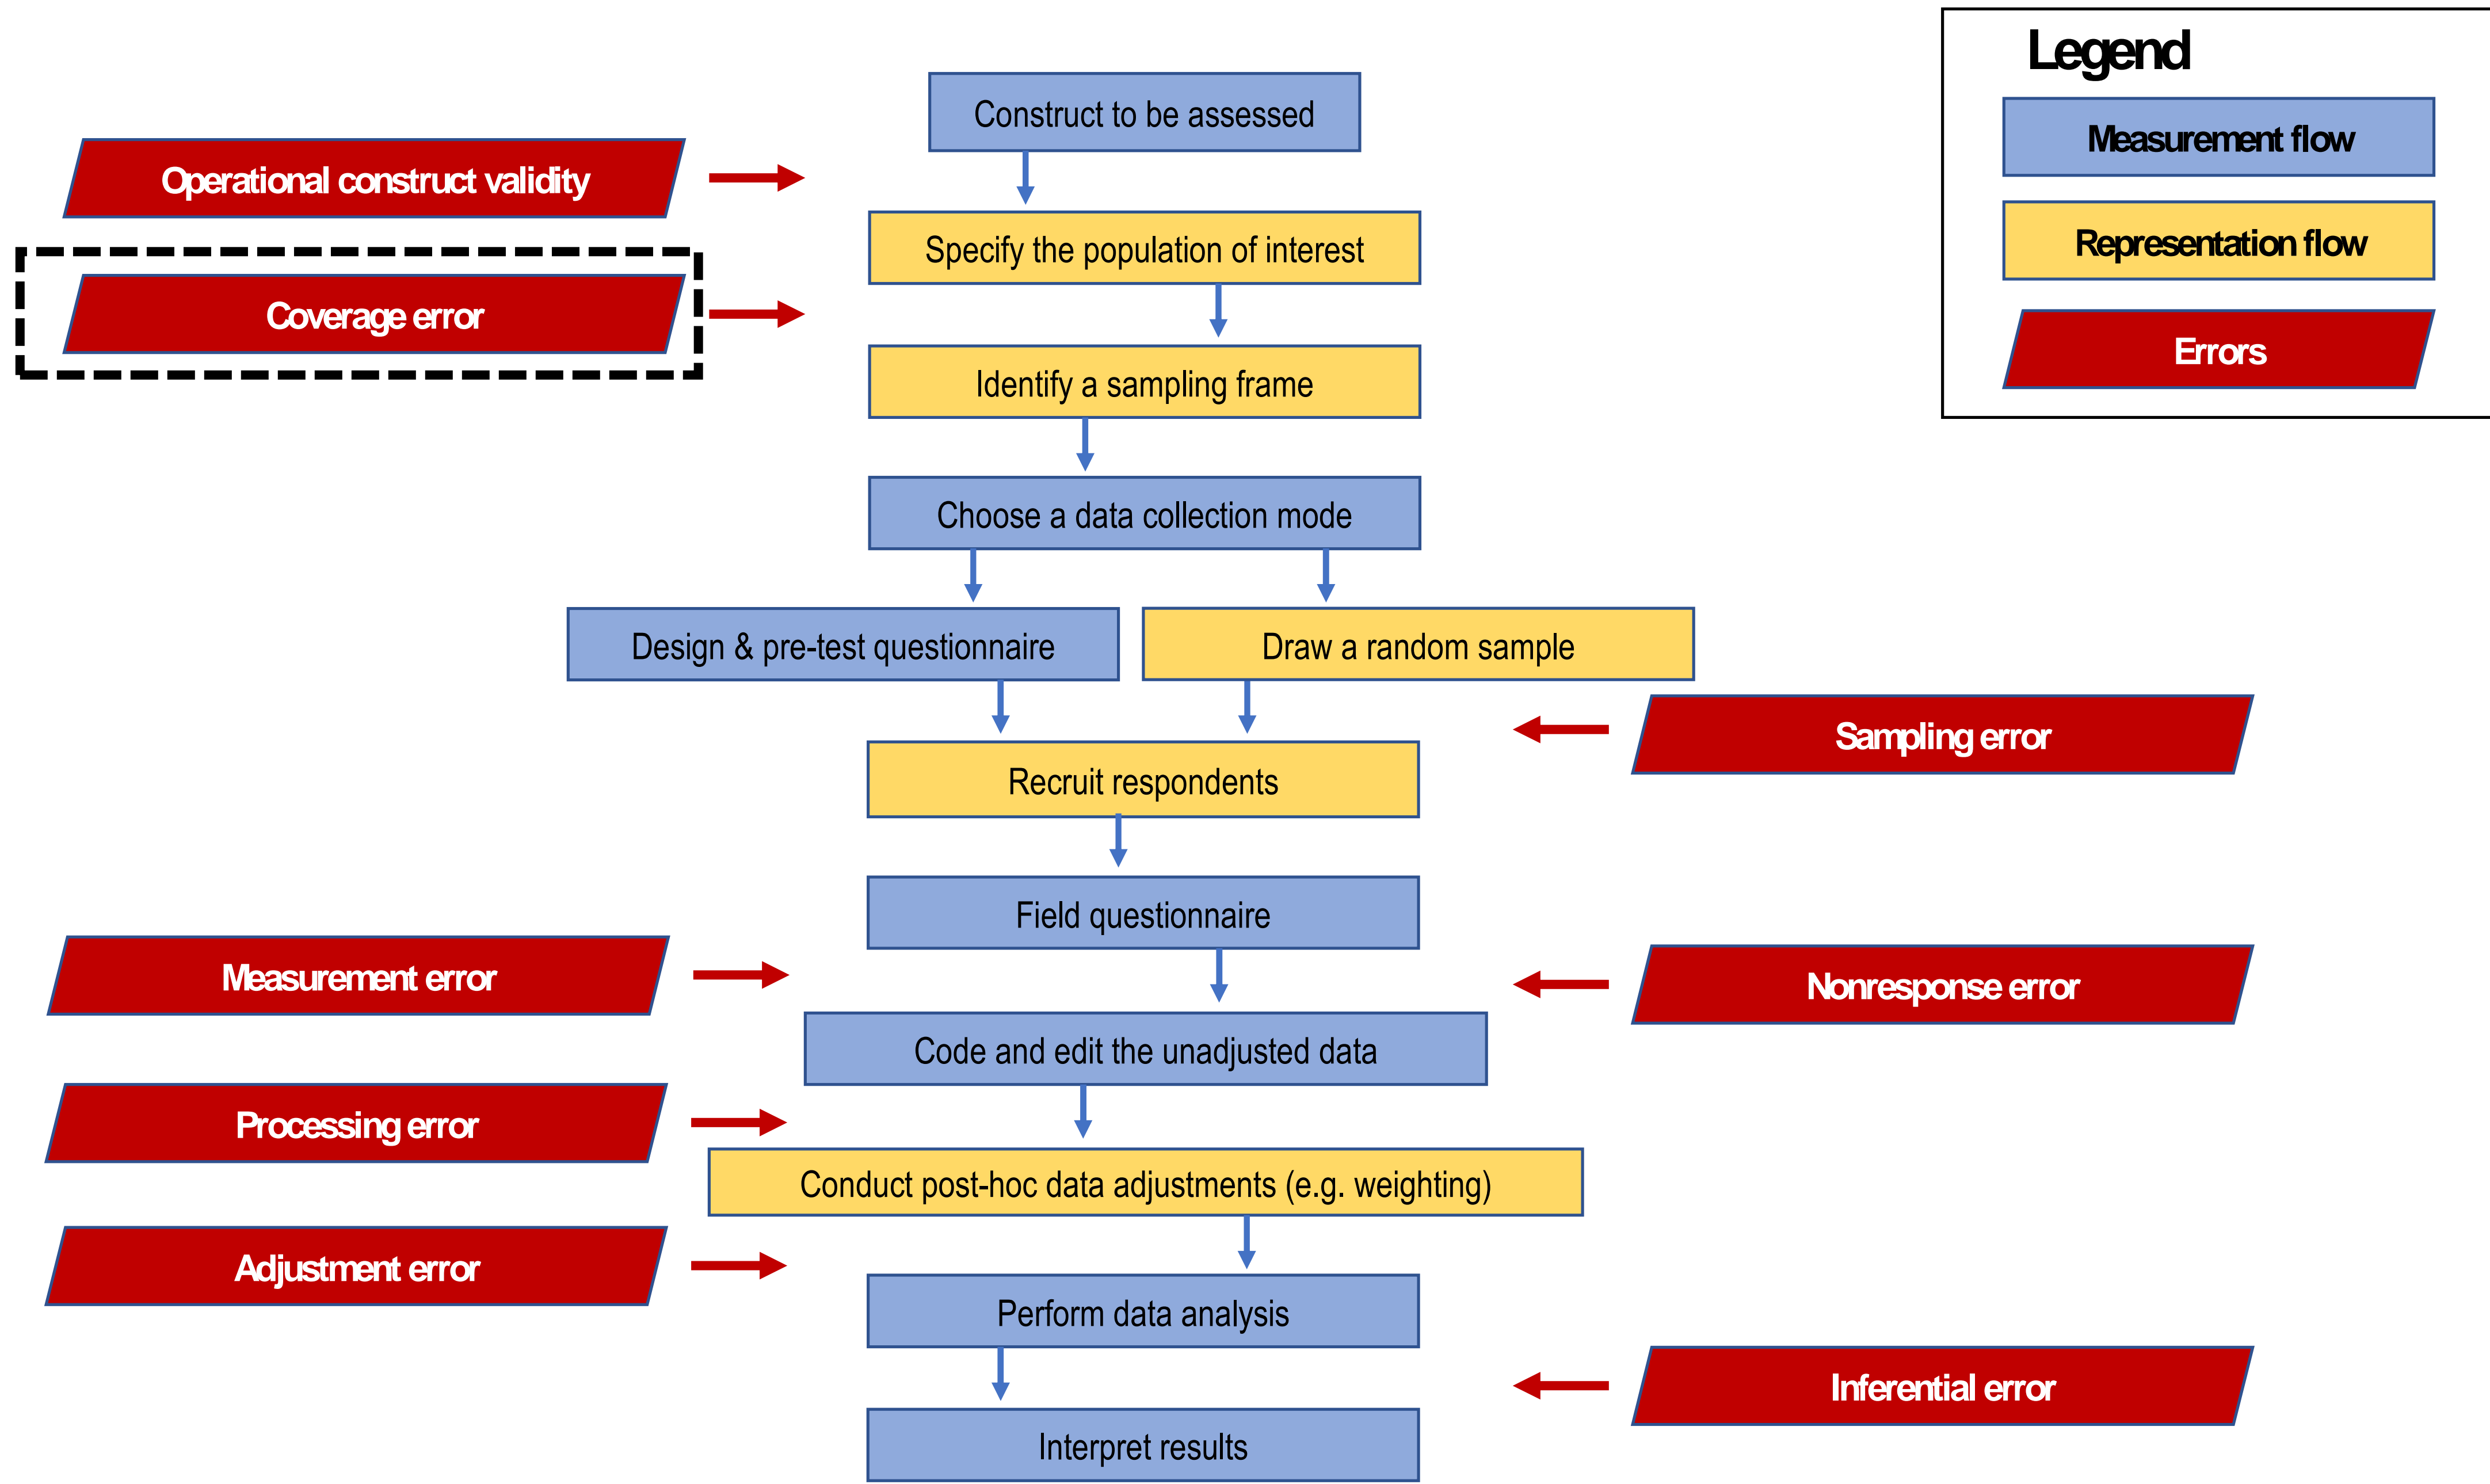 Legend
Measurement flow
Representation flow
Errors
Construct to be assessed
Operational construct validity
Specify the population of interest
Coverage error
Identify a sampling frame
Choose a data collection mode
Design & pre-test questionnaire
Draw a random sample
Sampling error
Recruit respondents
Field questionnaire
Measurement error
Nonresponse error
Code and edit the unadjusted data
Processing error
Conduct post-hoc data adjustments (e.g. weighting)
Adjustment error
Perform data analysis
Inferential error
Interpret results